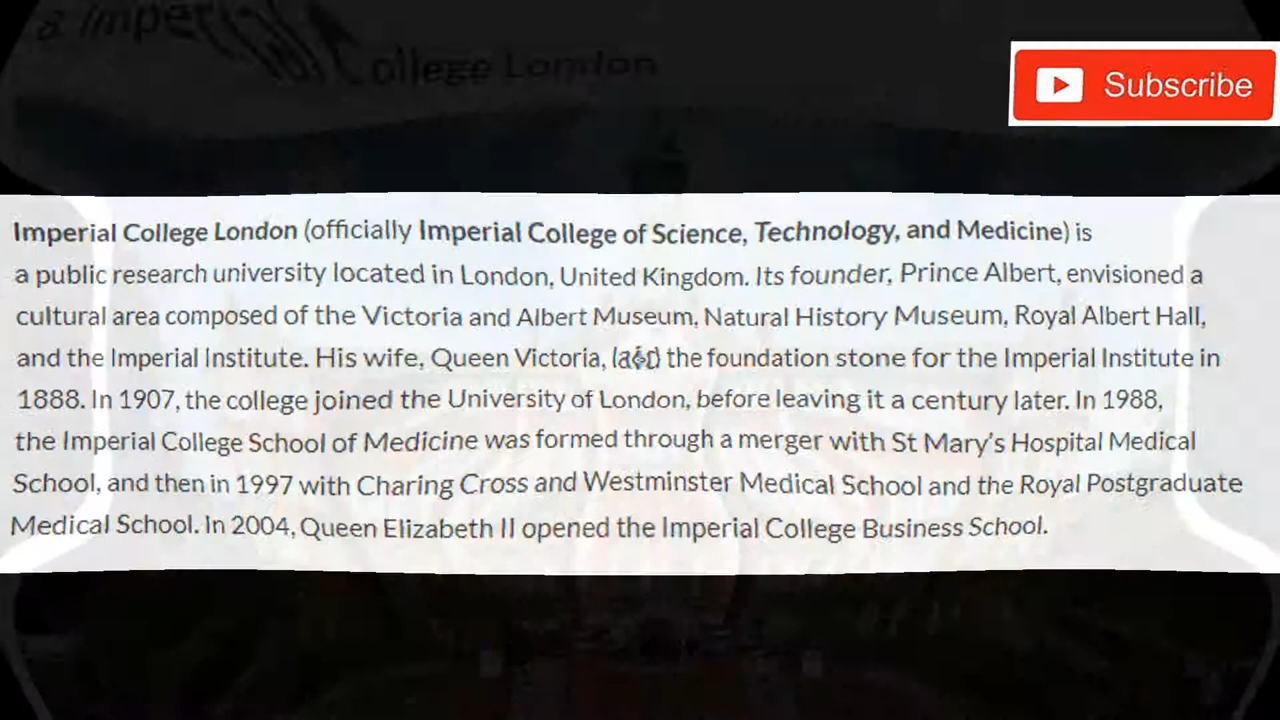 & Imperial
College London
Subscribe
Imperial College London (officially Imperial College of Science, Technology, and Medicine) is
a public research university located in London, United Kingdom. Its founder, Prince Albert, envisioned a
cultural area composed of the Victoria and Albert Museum, Natural History Museum, Royal Albert Hall,
and the Imperial Institute. His wife, Queen Victoria, the foundation stone for the Imperial Institute in
1888. In 1907, the college joined the University of London, before leaving it a century later. In 1988,
the Imperial College School of Medicine was formed through a merger with St Mary's Hospital Medical
School, and then in 1997 with Charing Cross and Westminster Medical School and the Royal Postgraduate
Medical School. In 2004, Queen Elizabeth II opened the Imperial College Business School.